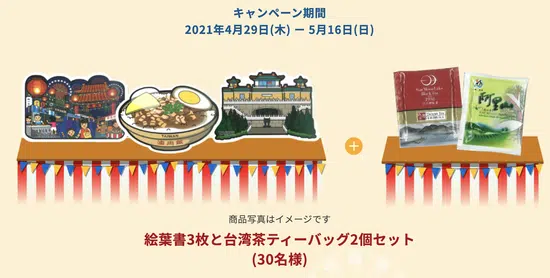 キャンペーン期間
2021年4月29日(木) ー 5月16日(日)
TAIWAN
阿里
商品写真はイメージです
絵葉書3枚と台湾茶ティーバッグ2個セット
(30名様)